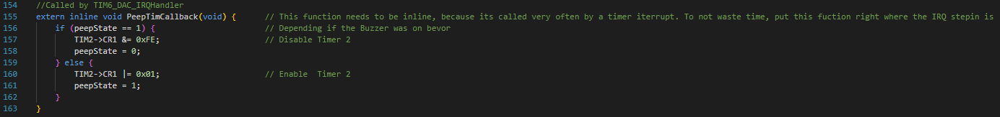 154 //Called by TIM6_DAC_IRQHandler
155 extern inline void PeepTimCallback(void) { // This function needs to be inline, because its called very often by a timer iterrupt. To not waste time, put this fuction right where the IRQ stepin is
156 if (peepState == 1) { // Depending if the Buzzer was on bevor
157 TIM2->CR1 &= 0xFE; // Disable Timer 2
158 peepState = 0;
159 } else {
160 TIM2->CR1 |= 0x01; // Enable  Timer 2
161 peepState = 1;
162 }
163 }